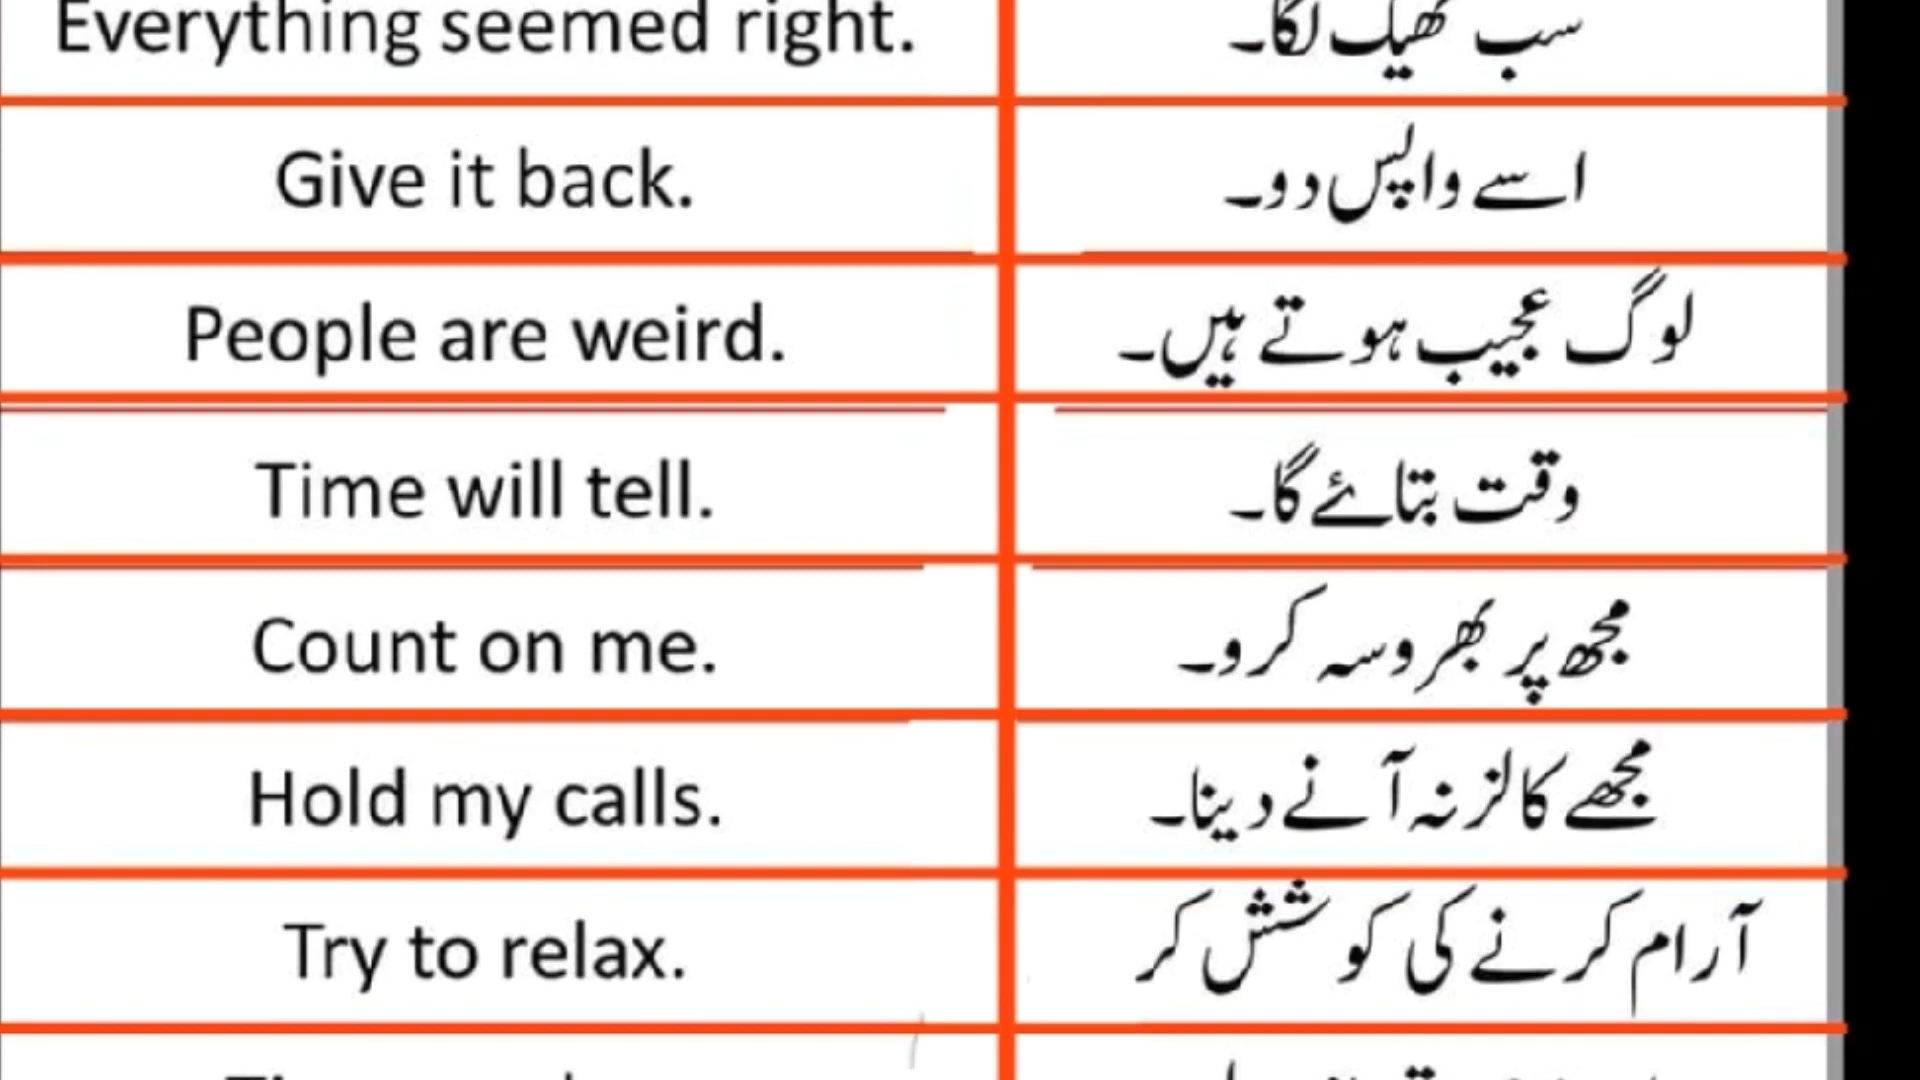 Everything seemed right. سب ٹھیک لگا۔
Give it back. اسے واپس دو۔
People are weird. لوگ عجیب ہوتے ہیں۔
Time will tell. وقت بتائے گا۔
Count on me. مجھ پر بھروسہ کرو۔
Hold my calls. مجھے کالز نہ آنے دینا۔
Try to relax. آرام کرنے کی کوشش کر